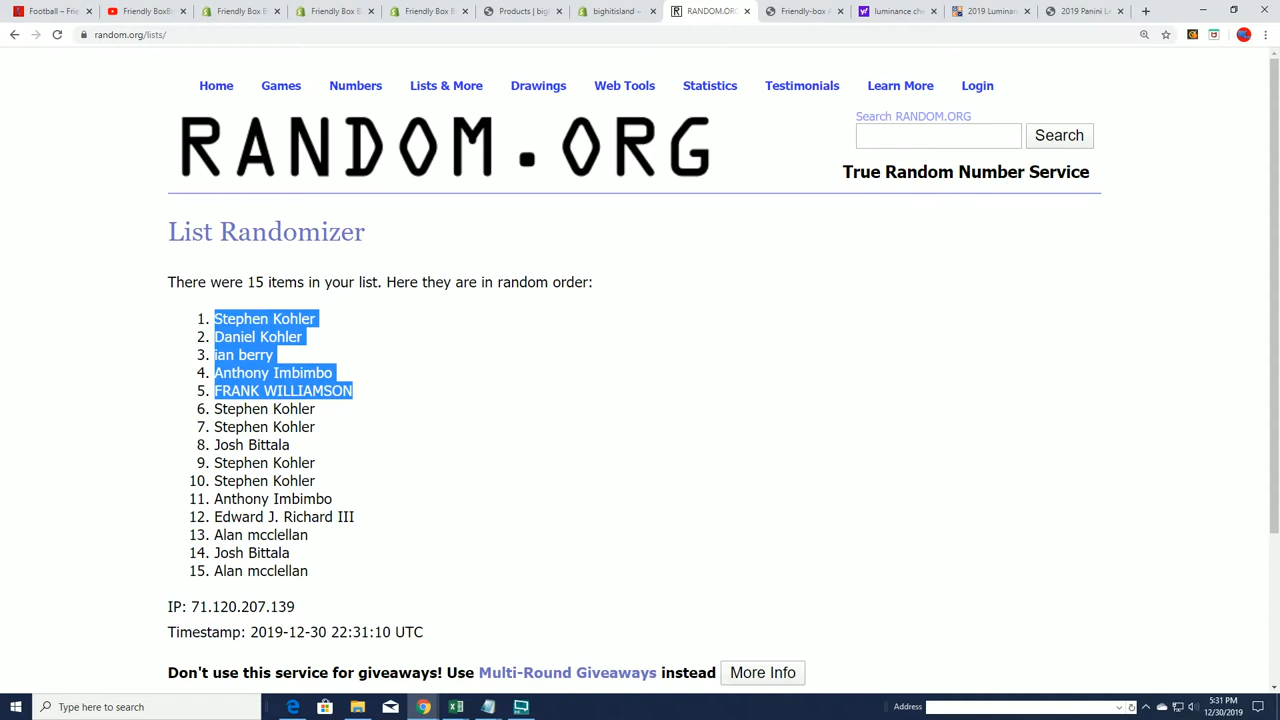 Football – Frie
Friendly BoxBr
Friendly Box B
Friendly Box B
Friendly Box B
Products | bigh
bighitisland ~
RANDOM.ORG
Friendly-box A
luminance che
2019 Luminan
2019 Panini Le
random.org/lists/
Home Games Numbers Lists & More Drawings Web Tools Statistics Testimonials Learn More Login
RANDOM.ORG
Search RANDOM.ORG
Search
True Random Number Service
List Randomizer
There were 15 items in your list. Here they are in random order:
1. Stephen Kohler
2. Daniel Kohler
3. ian berry
4. Anthony Imbimbo
5. FRANK WILLIAMSON
6. Stephen Kohler
7. Stephen Kohler
8. Josh Bittala
9. Stephen Kohler
10. Stephen Kohler
11. Anthony Imbimbo
12. Edward J. Richard III
13. Alan mcclellan
14. Josh Bittala
15. Alan mcclellan
IP: 71.120.207.139
Timestamp: 2019-12-30 22:31:10 UTC
Don't use this service for giveaways! Use Multi-Round Giveaways instead More Info
Type here to search
Address
5:31 PM
12/30/2019